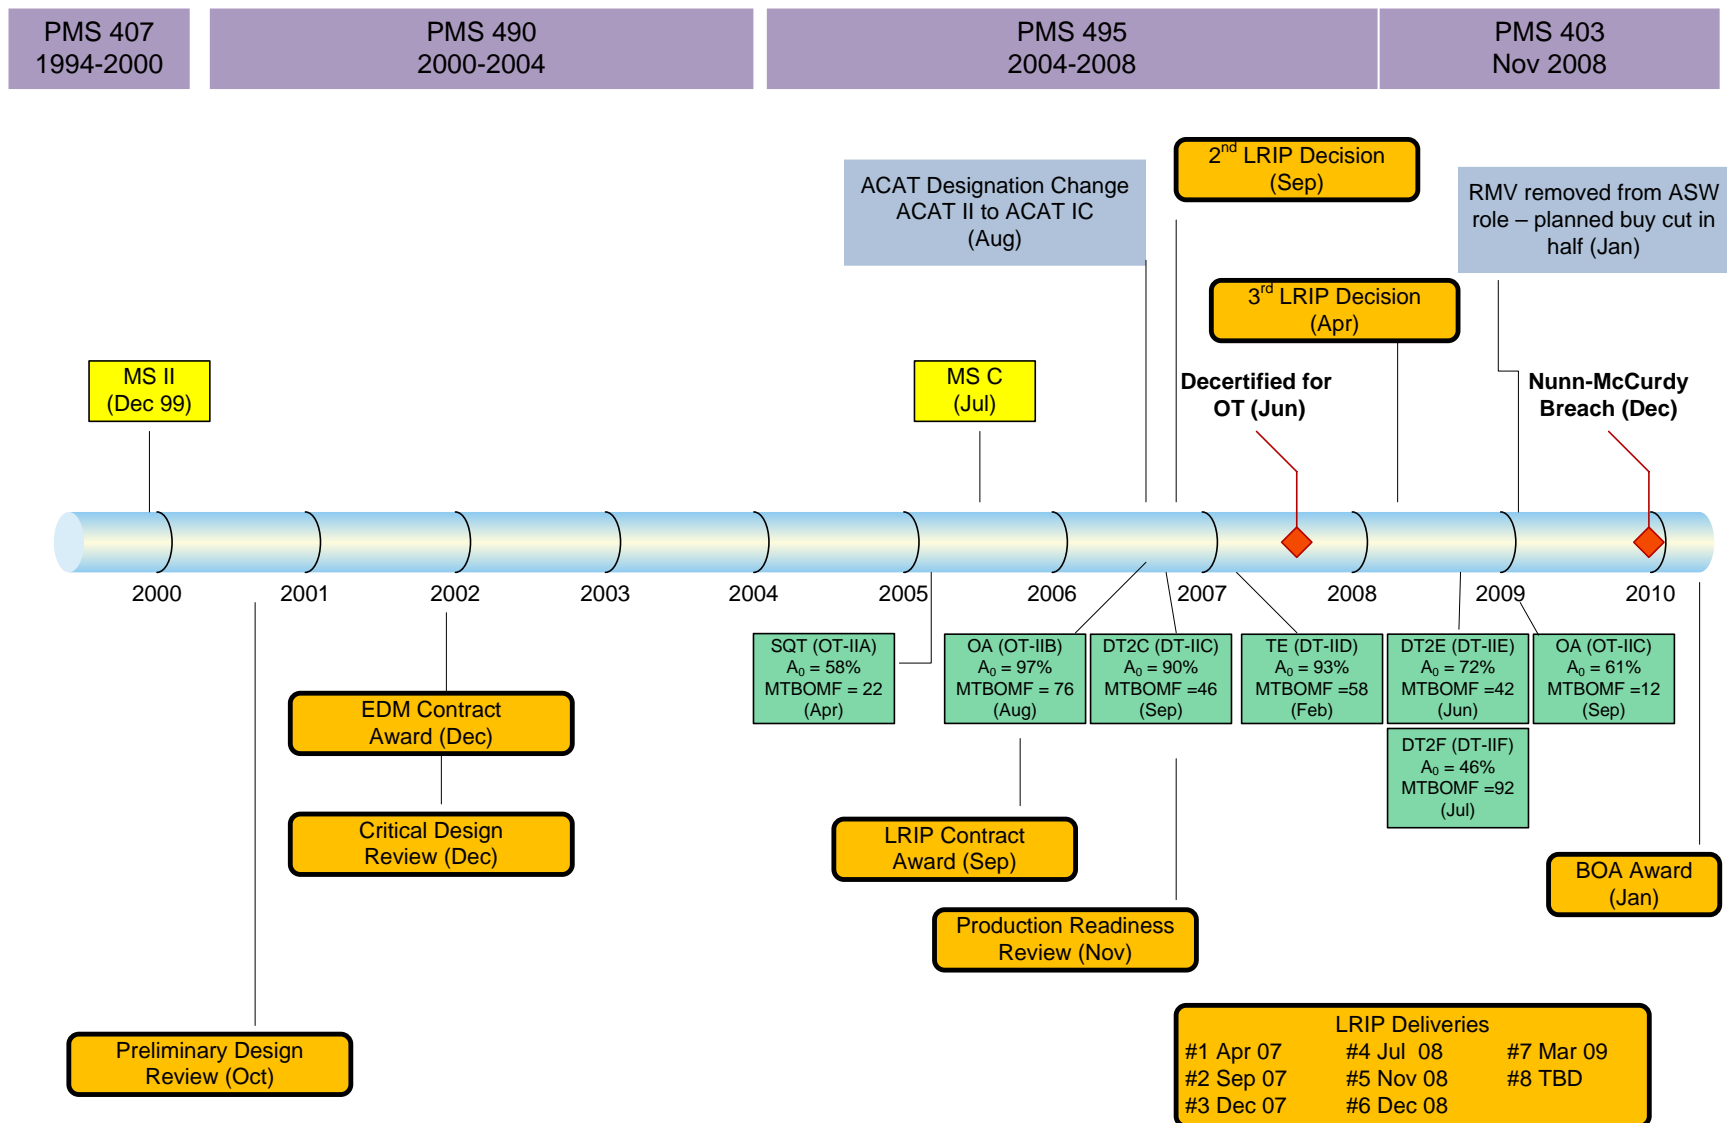 PMS 407
1994-2000
PMS 490
2000-2004
PMS 495
2004-2008
PMS 403
Nov 2008
2nd LRIP Decision
(Sep)
ACAT Designation Change
ACAT II to ACAT IC
(Aug)
RMV removed from ASW
role – planned buy cut in
half (Jan)
3rd LRIP Decision
(Apr)
MS II
(Dec 99)
MS C
(Jul)
Decertified for
OT (Jun)
Nunn-McCurdy
Breach (Dec)
2000
2001
2002
2003
2004
2005
2006
2007
2008
2009
2010
SQT (OT-IIA)
A0 = 58%
MTBOMF = 22
(Apr)
OA (OT-IIB)
A0 = 97%
MTBOMF = 76
(Aug)
DT2C (DT-IIC)
A0 = 90%
MTBOMF =46
(Sep)
TE (DT-IID)
A0 = 93%
MTBOMF =58
(Feb)
DT2E (DT-IIE)
A0 = 72%
MTBOMF =42
(Jun)
OA (OT-IIC)
A0 = 61%
MTBOMF =12
(Sep)
DT2F (DT-IIF)
A0 = 46%
MTBOMF =92
(Jul)
EDM Contract
Award (Dec)
Critical Design
Review (Dec)
LRIP Contract
Award (Sep)
BOA Award
(Jan)
Production Readiness
Review (Nov)
Preliminary Design
Review (Oct)
LRIP Deliveries
#1 Apr 07 #4 Jul 08 #7 Mar 09
#2 Sep 07 #5 Nov 08 #8 TBD
#3 Dec 07 #6 Dec 08